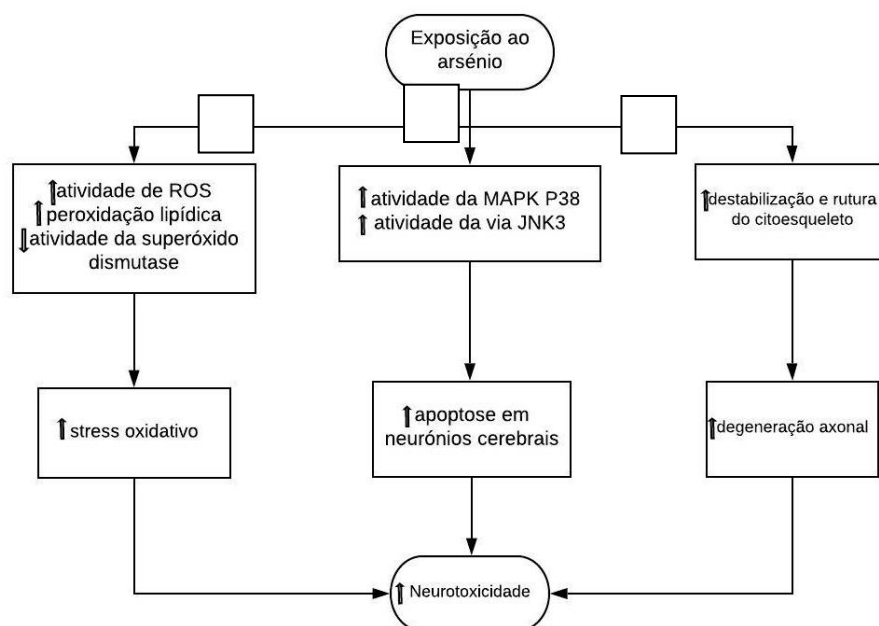 Exposição ao
arsénio
⇑atividade de ROS
⇑peroxidação lipídica
⇓atividade da superóxido
dismutase
⇑ atividade da MAPK P38
⇑ atividade da via JNK3
⇑destabilização e rutura
do citoesqueleto
⇑stress oxidativo
⇑apoptose em
neurónios cerebrais
⇑degeneração axonal
⇑ Neurotoxicidade